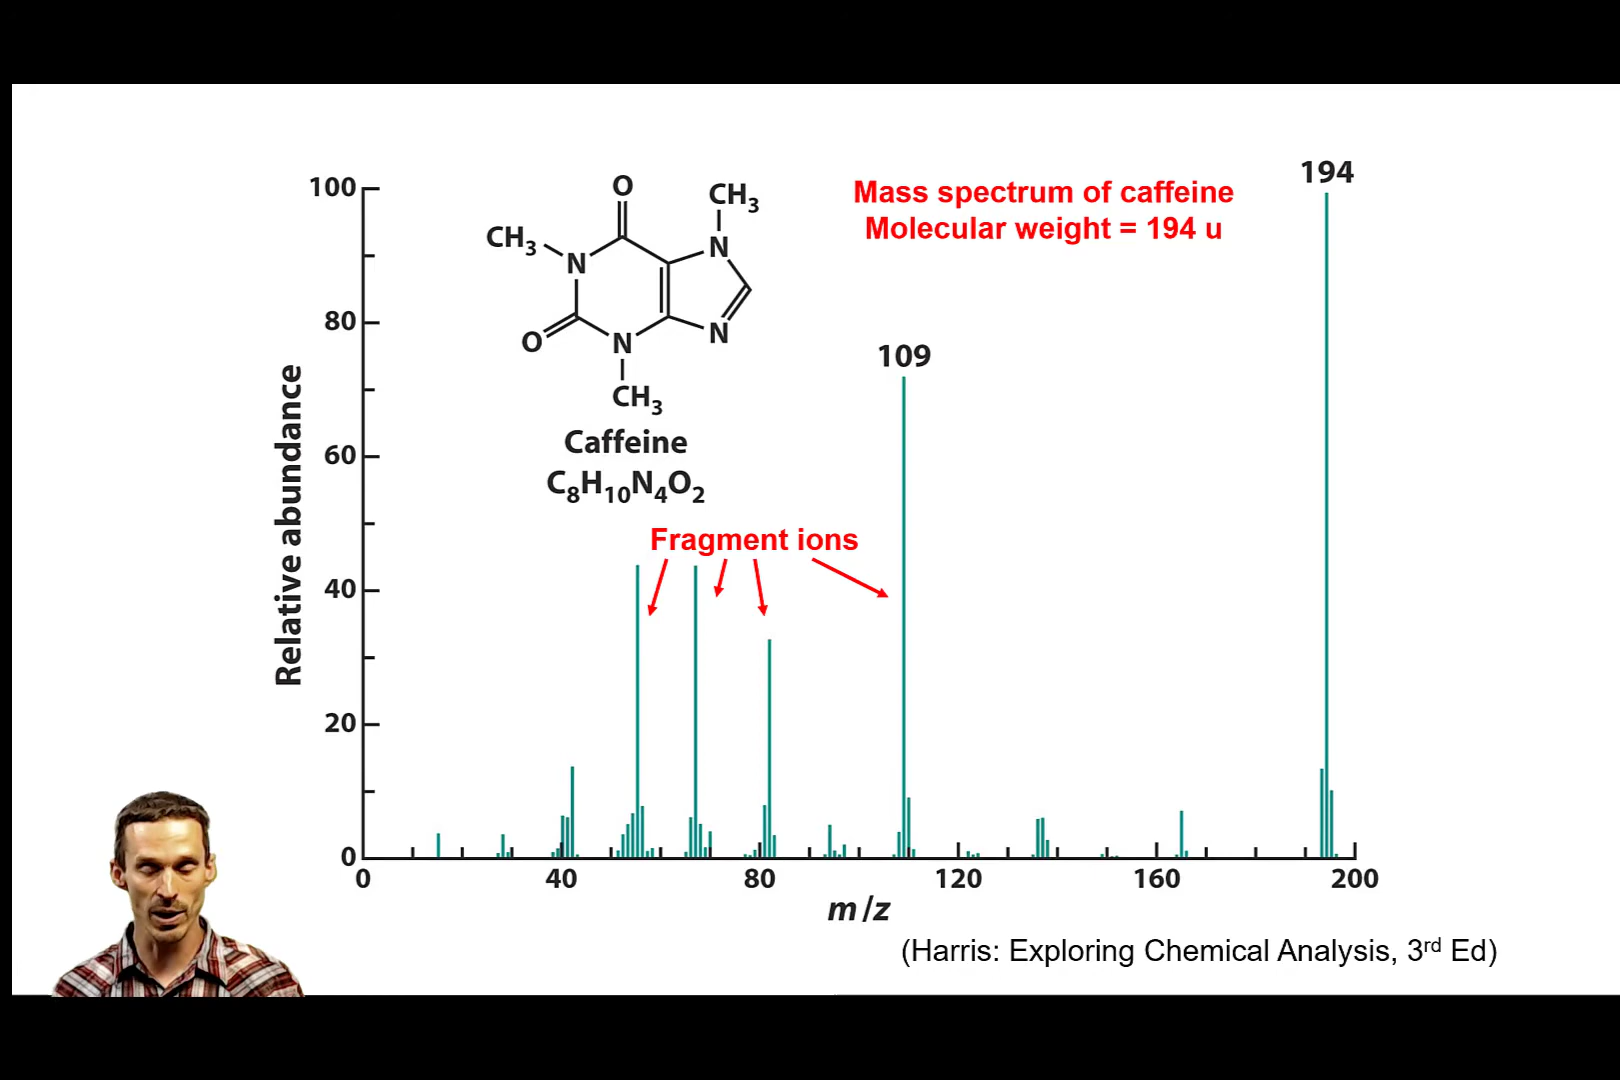 Mass spectrum of caffeine
Molecular weight = 194 u
194
109
100
80
60
40
20
0
Relative abundance
O
CH₃
CH₃
N
N
O
N
N
CH₃
Caffeine
C₈H₁₀N₄O₂
Fragment ions
0 40 80 120 160 200
m/z
(Harris: Exploring Chemical Analysis, 3rd Ed)